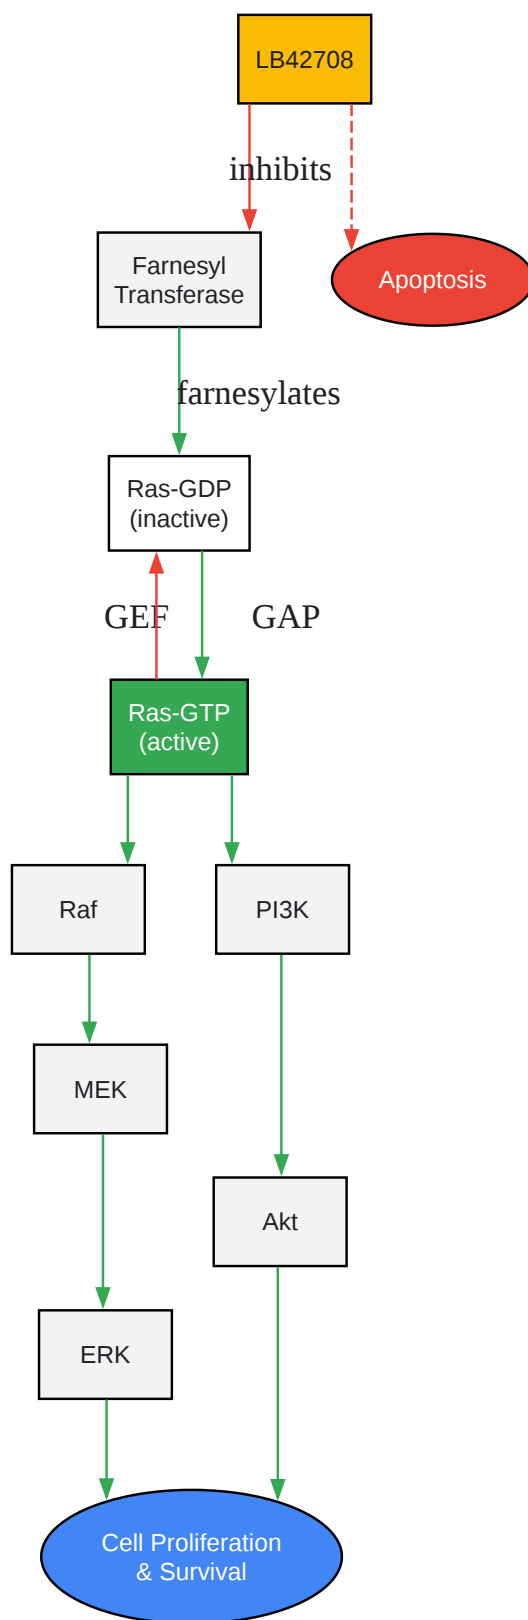 LB42708
inhibits
Farnesyl
Transferase
Apoptosis
farnesylates
Ras-GDP
(inactive)
GEF
GAP
Ras-GTP
(active)
Raf
PI3K
MEK
Akt
ERK
Cell Proliferation
& Survival